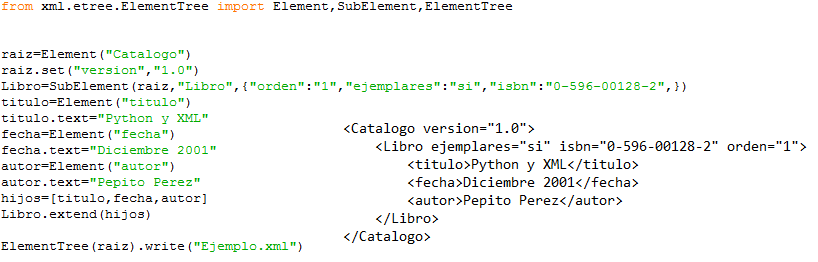 from xml.etree.ElementTree import Element,SubElement,ElementTree
raiz=Element("Catalogo")
raiz.set("version","1.0")
Libro=SubElement(raiz,"Libro",{"orden":"1","ejemplares":"si","isbn":"0-596-00128-2",})
titulo=Element("titulo")
titulo.text="Python y XML"
fecha=Element("fecha")
fecha.text="Diciembre 2001"
autor=Element("autor")
autor.text="Pepito Perez"
hijos=[titulo,fecha,autor]
Libro.extend(hijos)
ElementTree(raiz).write("Ejemplo.xml")
<Catalogo version="1.0">
    <Libro ejemplares="si" isbn="0-596-00128-2" orden="1">
        <titulo>Python y XML</titulo>
        <fecha>Diciembre 2001</fecha>
        <autor>Pepito Perez</autor>
    </Libro>
</Catalogo>